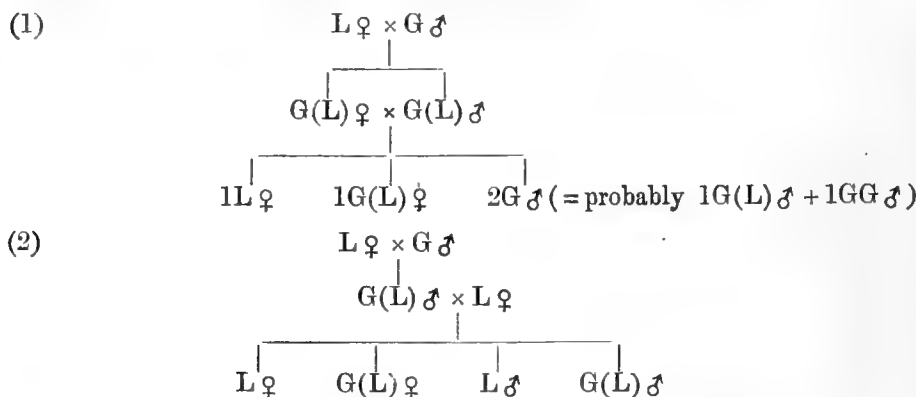 (1) L ♀ × G ♂
G(L) ♀ × G(L) ♂
1L ♀ 1G(L) ♀ 2G ♂ (= probably 1G(L) ♂ + 1GG ♂)
(2) L ♀ × G ♂
G(L) ♂ × L ♀
L ♀ G(L) ♀ L ♂ G(L) ♂